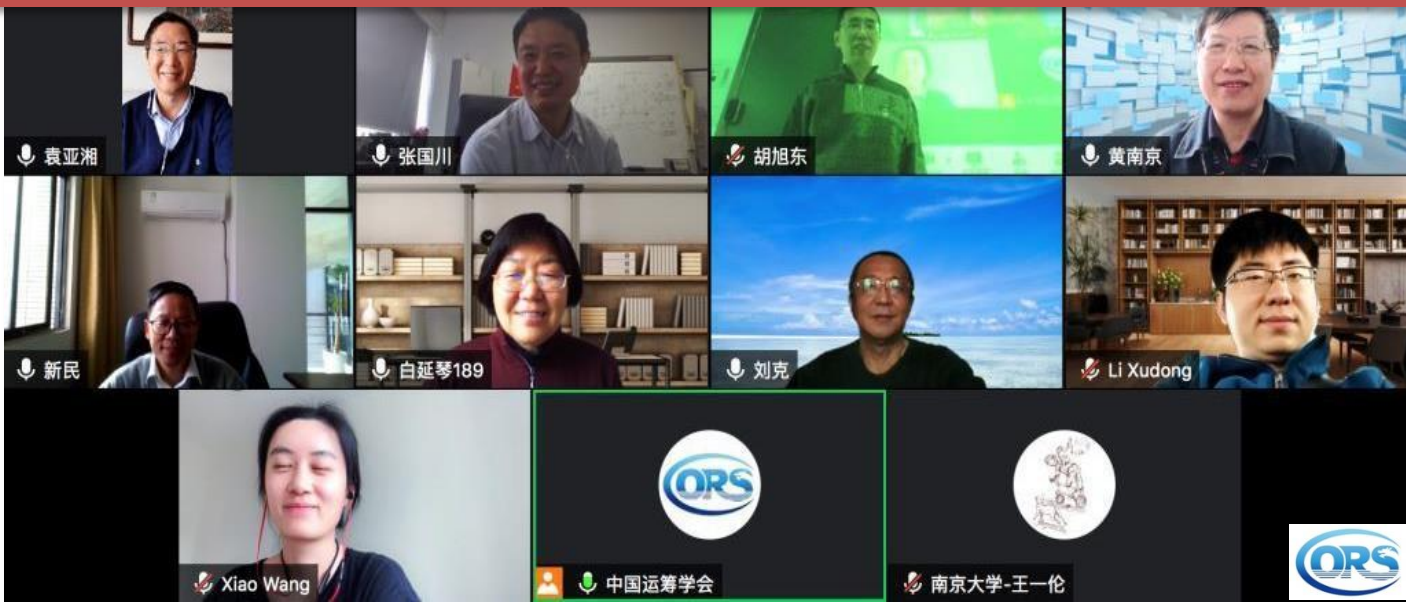 袁亚湘
张国川
胡旭东
黄南京
新民
白延琴189
刘克
Li Xudong
ORS
Xiao Wang
中国运筹学会
南京大学-王一伦
ORS